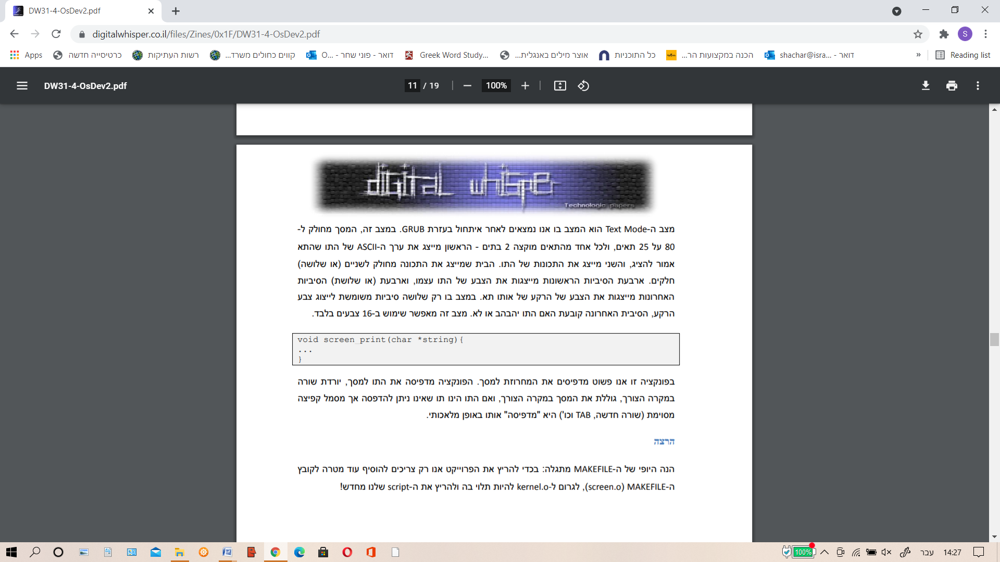 DW31-4-OsDev2.pdf
digitalwhisper.co.il/files/Zines/0x1F/DW31-4-OsDev2.pdf
S
Apps
כרטיסייה חדשה
רשות העתיקות
קווים כחולים משרד...
דואר - פוני שחר - O...
Greek Word Study...
אוצר מילים באנגלית...
כל התוכניות
הכנה במקצועות הר...
דואר - shachar@isra...
»
Reading list
DW31-4-OsDev2.pdf
11 / 19
100%
digital whisper
Technologic papers
מצב ה-Text Mode הוא המצב בו אנו נמצאים לאחר איתחול בעזרת GRUB. במצב זה, המסך מחולק ל-
80 על 25 תאים, ולכל אחד מהתאים מוקצה 2 בתים - הראשון מייצג את ערך ה-ASCII של התו שהתא
אמור להציג, והשני מייצג את התכונות של התו. הבית שמייצג את התכונה מחולק לשניים (או שלושה)
חלקים. ארבעת הסיביות הראשונות מייצגות את הצבע של התו עצמו, וארבעת (או שלושת) הסיביות
האחרונות מייצגות את הצבע של הרקע של אותו תא. במצב בו רק שלושה סיביות משומשת לייצוג צבע
הרקע, הסיבית האחרונה קובעת האם התו יהבהב או לא. מצב זה מאפשר שימוש ב-16 צבעים בלבד.
void screen_print(char *string){
...
}
בפונקציה זו אנו פשוט מדפיסים את המחרוזת למסך. הפונקציה מדפיסה את התו למסך, יורדת שורה
במקרה הצורך, גוללת את המסך במקרה הצורך, ואם התו הינו תו שאינו ניתן להדפסה אך מסמל קפיצה
מסוימת (שורה חדשה, TAB וכו') היא "מדפיסה" אותו באופן מלאכותי.
הרצה
הנה היופי של ה-MAKEFILE מתגלה: בכדי להריץ את הפרוייקט אנו רק צריכים להוסיף עוד מטרה לקובץ
ה-MAKEFILE (screen.o), לגרום ל-kernel.o להיות תלוי בה ולהריץ את ה-script שלנו מחדש!
100%
עבר
14:27